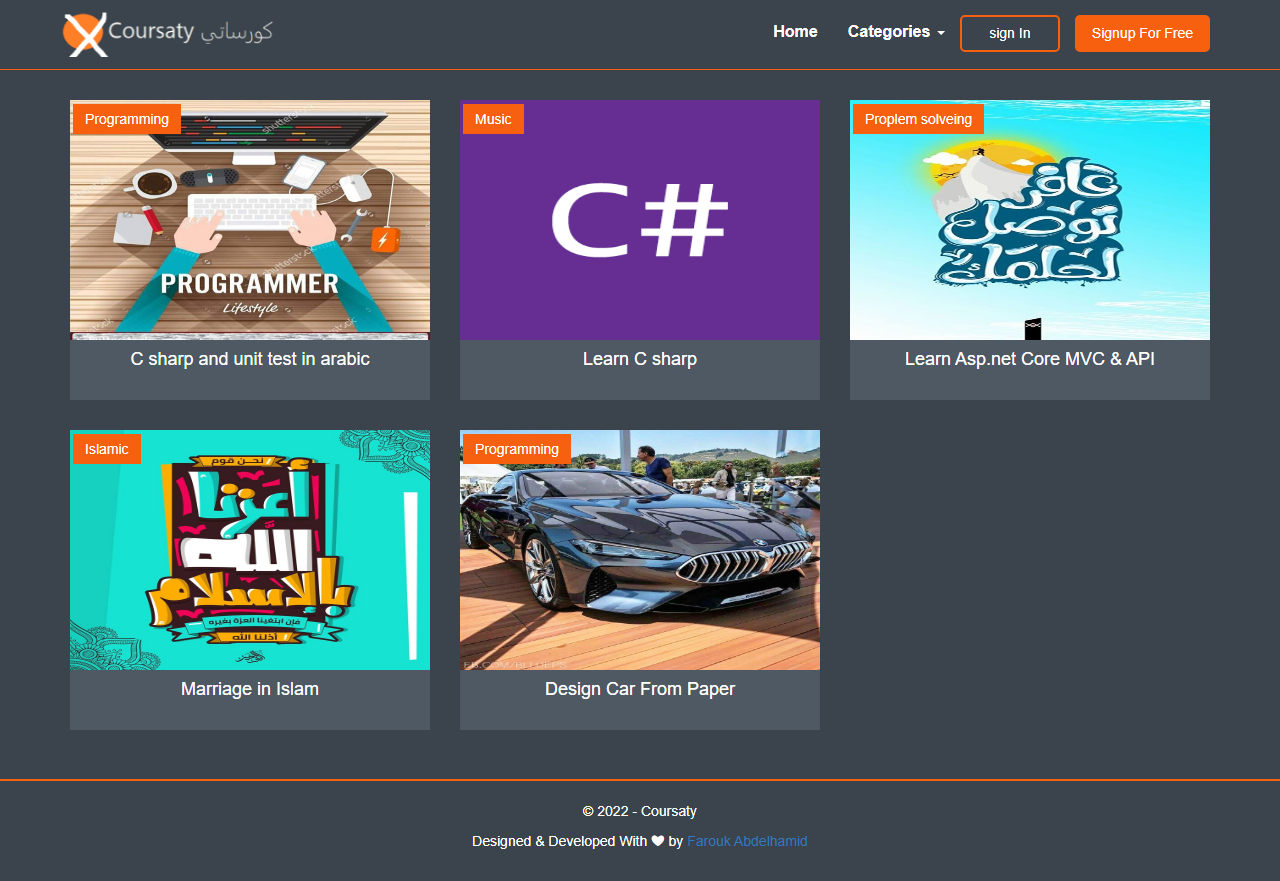 Coursaty كورساتي
Home
Categories
sign In
Signup For Free
Programming
shutterstock
PROGRAMMER
Lifestyle
C sharp and unit test in arabic
Music
C#
Learn C sharp
Proplem solveing
عافر
توصل
لحلمك
Learn Asp.net Core MVC & API
Islamic
نحن قوم
أعزنا
الله
بالإسلام
فإن ابتغينا العزة بغيره
أذلنا الله
Marriage in Islam
Programming
Design Car From Paper
© 2022 - Coursaty
Designed & Developed With ❤ by Farouk Abdelhamid